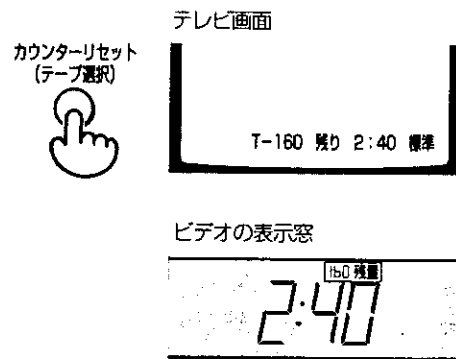 テレビ画面
カウンターリセット
(テープ選択)
T-160 残り 2:40 標準
ビデオの表示窓
160 残量
2:40